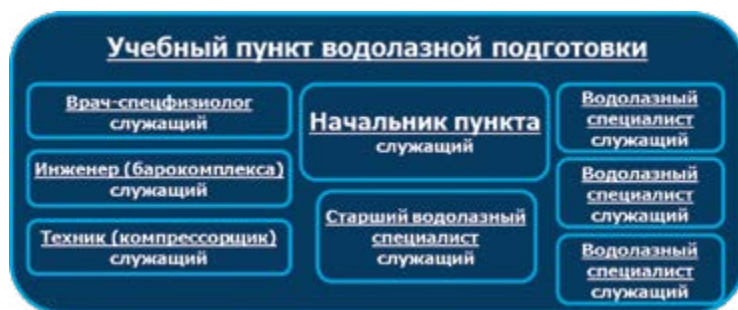 Учебный пункт водолазной подготовки
Врач-спецфизиолог
служащий
Инженер (барокомплекса)
служащий
Техник (компрессорщик)
служащий
Начальник пункта
служащий
Старший водолазный
специалист
служащий
Водолазный
специалист
служащий
Водолазный
специалист
служащий
Водолазный
специалист
служащий